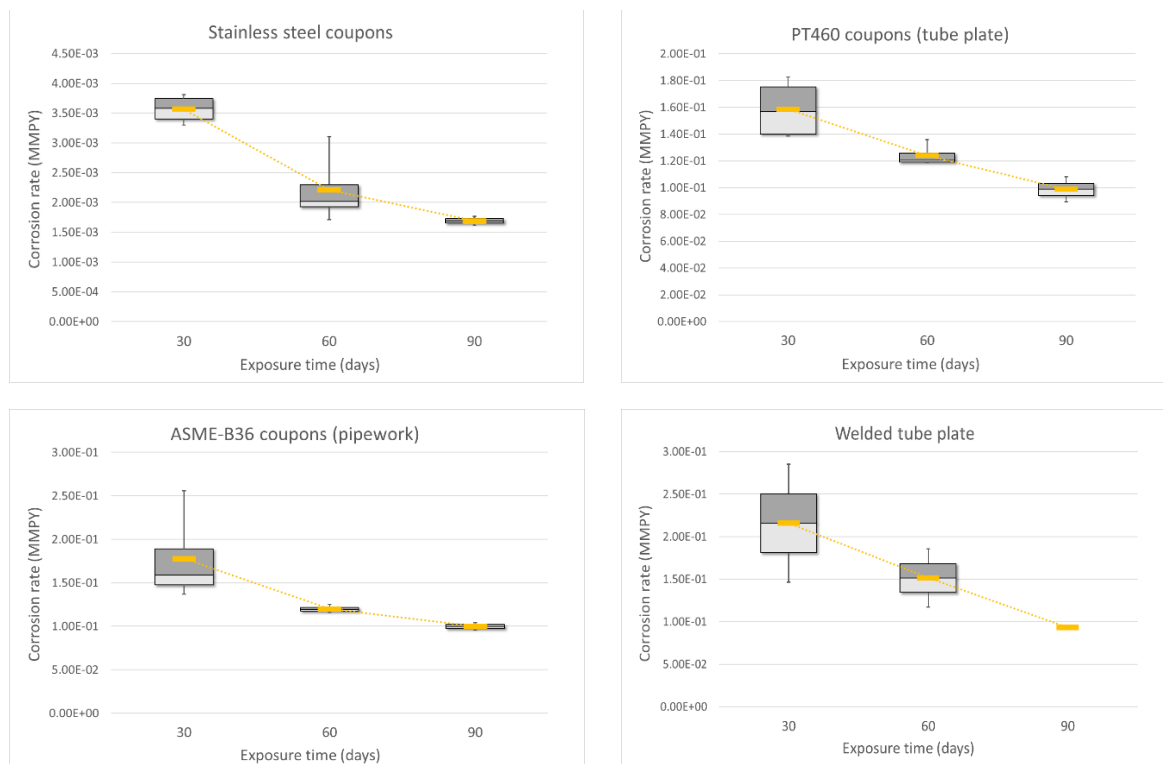 Stainless steel coupons
4.50E-03
4.00E-03
3.50E-03
3.00E-03
2.50E-03
2.00E-03
1.50E-03
1.00E-03
5.00E-04
0.00E+00
Corrosion rate (MMPY)
30 60 90
Exposure time (days)
PT460 coupons (tube plate)
2.00E-01
1.80E-01
1.60E-01
1.40E-01
1.20E-01
1.00E-01
8.00E-02
6.00E-02
4.00E-02
2.00E-02
0.00E+00
Corrosion rate (MMPY)
30 60 90
Exposure time (days)
ASME-B36 coupons (pipework)
3.00E-01
2.50E-01
2.00E-01
1.50E-01
1.00E-01
5.00E-02
0.00E+00
Corrosion rate (MMPY)
30 60 90
Exposure time (days)
Welded tube plate
3.00E-01
2.50E-01
2.00E-01
1.50E-01
1.00E-01
5.00E-02
0.00E+00
Corrosion rate (MMPY)
30 60 90
Exposure time (days)